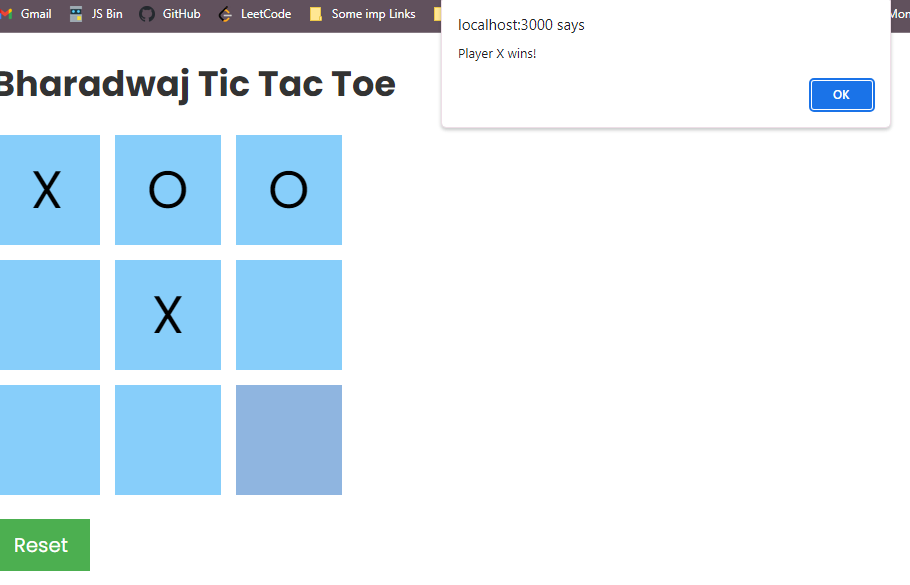 Gmail JS Bin GitHub LeetCode Some imp Links
localhost:3000 says
Player X wins!
OK
Bharadwaj Tic Tac Toe
X O O
X
Reset